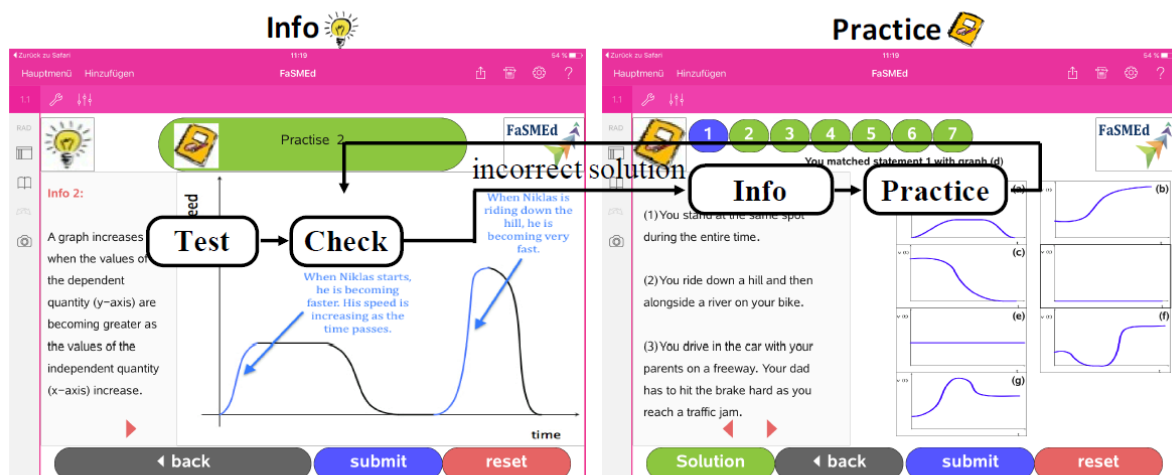 Info
Practice
Zurück zu Safari
11:19
54 %
Hauptmenü Hinzufügen
FaSMEd
?
1.1
RAD
Practise 2
FaSMEd
Info 2:
A graph increases
when the values of
the dependent
quantity (y-axis) are
becoming greater as
the values of the
independent quantity
(x-axis) increase.
eed
When Niklas is
riding down the
hill, he is
becoming very
fast.
When Niklas starts,
he is becoming
faster. His speed is
increasing as the
time passes.
time
back
submit
reset
Test
Check
incorrect solution
Info
Practice
Zurück zu Safari
11:19
54 %
Hauptmenü Hinzufügen
FaSMEd
?
1.1
RAD
1 2 3 4 5 6 7
FaSMEd
You matched statement 1 with graph (d)
(1) You stand at the same spot
during the entire time.
(2) You ride down a hill and then
alongside a river on your bike.
(3) You drive in the car with your
parents on a freeway. Your dad
has to hit the brake hard as you
reach a traffic jam.
(a)
(b)
(c)
(e)
(f)
(g)
Solution
back
submit
reset